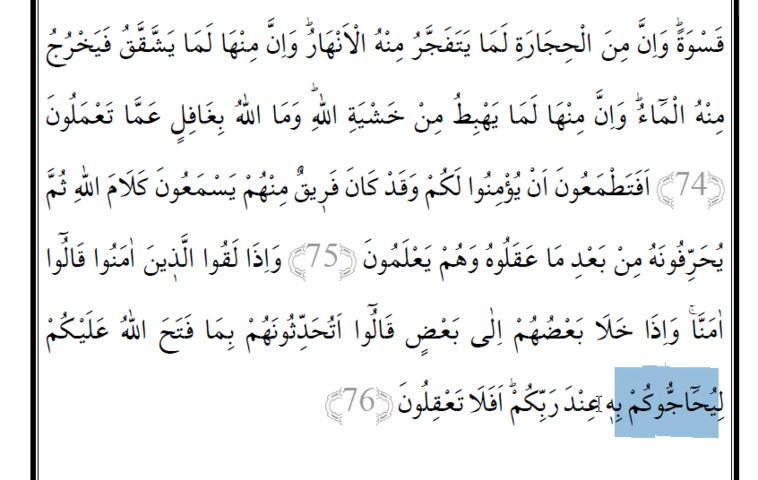 قَسْوَةًۜ وَاِنَّ مِنَ الْحِجَارَةِ لَمَا يَتَفَجَّرُ مِنْهُ الْاَنْهَارُۜ وَاِنَّ مِنْهَا لَمَا يَشَّقَّقُ فَيَخْرُجُ
مِنْهُ الْمَٓاءُۜ وَاِنَّ مِنْهَا لَمَا يَهْبِطُ مِنْ خَشْيَةِ اللّٰهِۜ وَمَا اللّٰهُ بِغَافِلٍ عَمَّا تَعْمَلُونَ
﴿74﴾ اَفَتَطْمَعُونَ اَنْ يُؤْمِنُوا لَكُمْ وَقَدْ كَانَ فَر۪يقٌ مِنْهُمْ يَسْمَعُونَ كَلَامَ اللّٰهِ ثُمَّ
يُحَرِّفُونَهُ مِنْ بَعْدِ مَا عَقَلُوهُ وَهُمْ يَعْلَمُونَ ﴿75﴾ وَاِذَا لَقُوا الَّذ۪ينَ اٰمَنُوا قَالُٓوا
اٰمَنَّاۚ وَاِذَا خَلَا بَعْضُهُمْ اِلٰى بَعْضٍ قَالُٓوا اَتُحَدِّثُونَهُمْ بِمَا فَتَحَ اللّٰهُ عَلَيْكُمْ
لِيُحَٓاجُّوكُمْ بِه۪ عِنْدَ رَبِّكُمْۜ اَفَلَا تَعْقِلُونَ ﴿76﴾